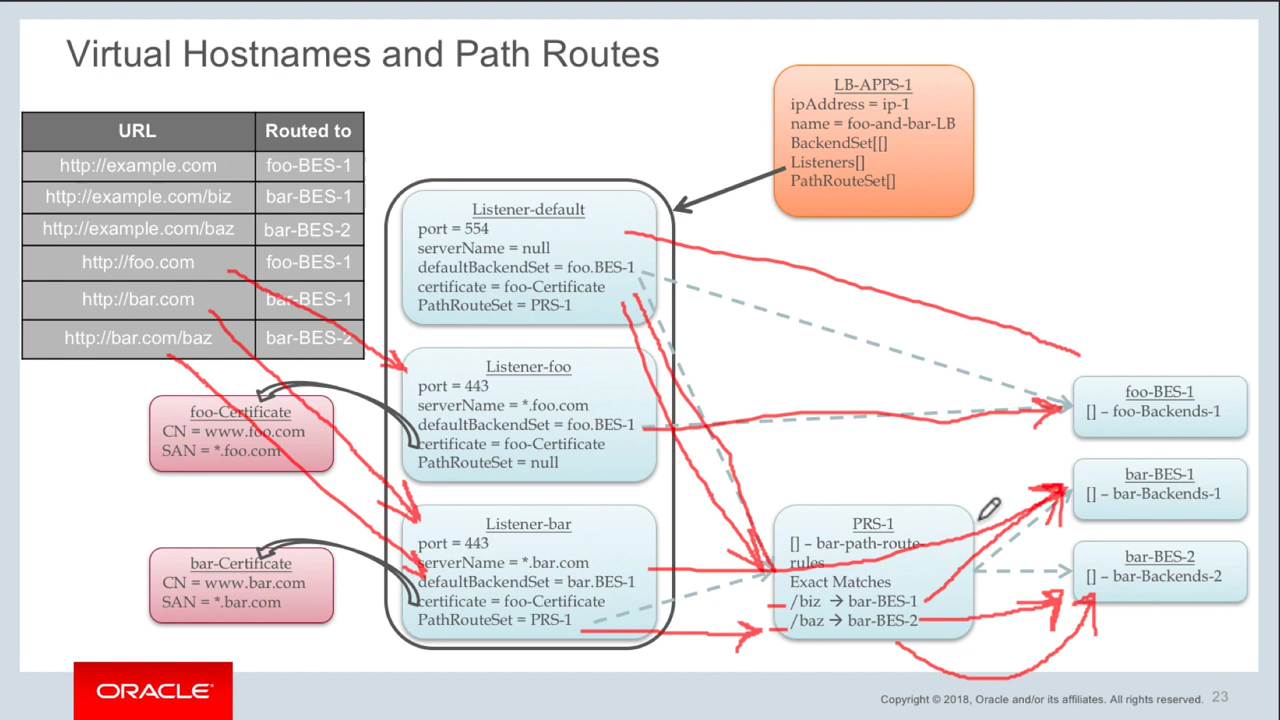 Virtual Hostnames and Path Routes
URL Routed to
http://example.com foo-BES-1
http://example.com/biz bar-BES-1
http://example.com/baz bar-BES-2
http://foo.com foo-BES-1
http://bar.com bar-BES-1
http://bar.com/baz bar-BES-2
LB-APPS-1
ipAddress = ip-1
name = foo-and-bar-LB
BackendSet[[]
Listeners[]
PathRouteSet[]
Listener-default
port = 554
serverName = null
defaultBackendSet = foo.BES-1
certificate = foo-Certificate
PathRouteSet = PRS-1
Listener-foo
port = 443
serverName = *.foo.com
defaultBackendSet = foo.BES-1
certificate = foo-Certificate
PathRouteSet = null
Listener-bar
port = 443
serverName = *.bar.com
defaultBackendSet = bar.BES-1
certificate = foo-Certificate
PathRouteSet = PRS-1
foo-Certificate
CN = www.foo.com
SAN = *.foo.com
bar-Certificate
CN = www.bar.com
SAN = *.bar.com
PRS-1
[] – bar-path-route-
rules
Exact Matches
/biz → bar-BES-1
/baz → bar-BES-2
foo-BES-1
[] – foo-Backends-1
bar-BES-1
[] – bar-Backends-1
bar-BES-2
[] – bar-Backends-2
ORACLE®
Copyright © 2018, Oracle and/or its affiliates. All rights reserved. 23